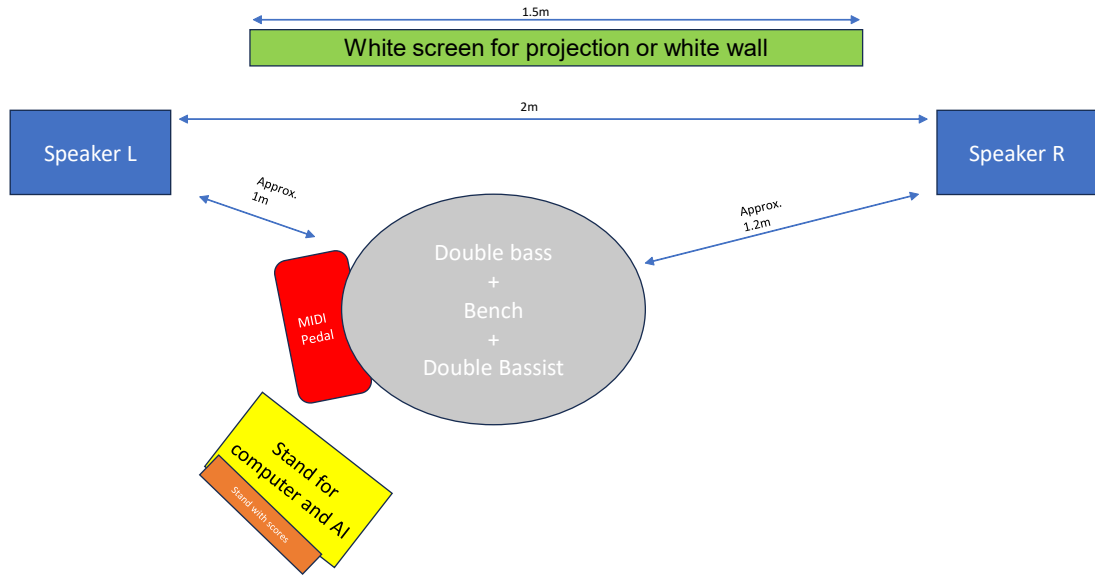 1.5m
White screen for projection or white wall
2m
Speaker L
Speaker R
Approx.
1m
Approx.
1.2m
Double bass
+
Bench
+
Double Bassist
MIDI
Pedal
Stand for
computer and AI
Stand with scores